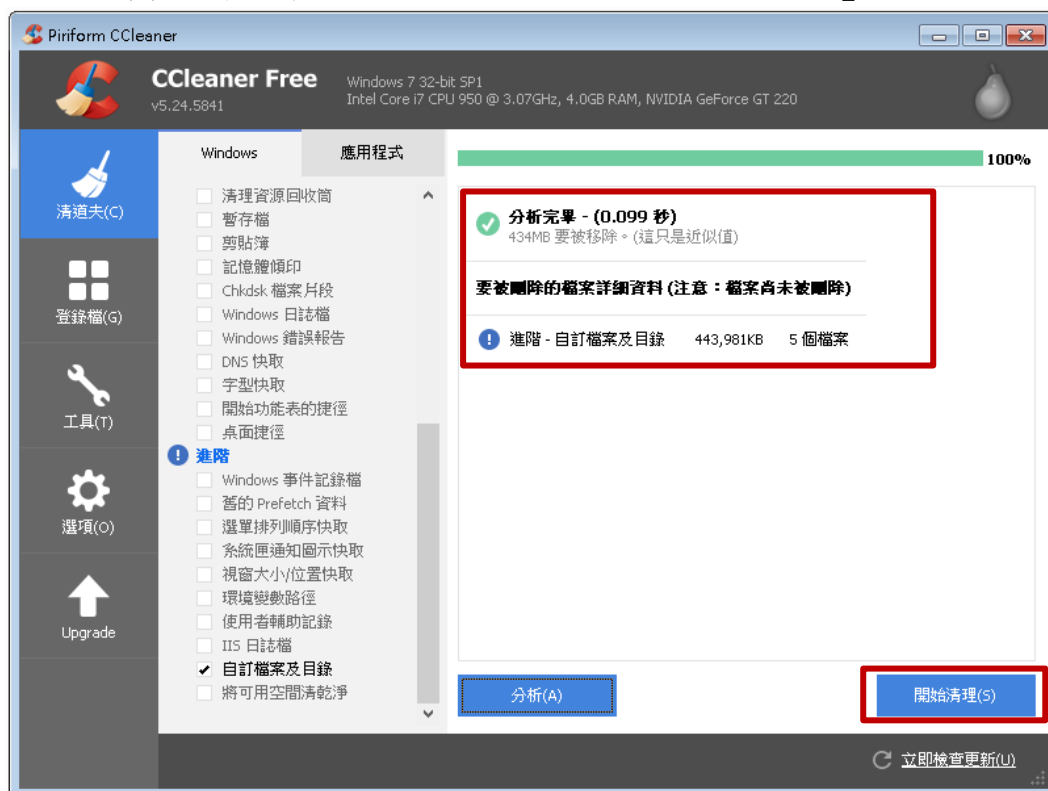 Piriform CCleaner
CCleaner Free
v5.24.5841
Windows 7 32-bit SP1
Intel Core i7 CPU 950 @ 3.07GHz, 4.0GB RAM, NVIDIA GeForce GT 220
清道夫(C)
登錄檔(G)
工具(T)
選項(O)
Upgrade
Windows
應用程式
清理資源回收筒
暫存檔
剪貼簿
記憶體傾印
Chkdsk 檔案片段
Windows 日誌檔
Windows 錯誤報告
DNS 快取
字型快取
開始功能表的捷徑
桌面捷徑
進階
Windows 事件記錄檔
舊的 Prefetch 資料
選單排列順序快取
系統匣通知圖示快取
視窗大小/位置快取
環境變數路徑
使用者輔助記錄
IIS 日誌檔
自訂檔案及目錄
將可用空間清乾淨
100%
分析完畢 - (0.099 秒)
434MB 要被移除。(這只是近似值)
要被刪除的檔案詳細資料 (注意：檔案尚未被刪除)
進階 - 自訂檔案及目錄 443,981KB 5 個檔案
分析(A)
開始清理(S)
立即檢查更新(U)